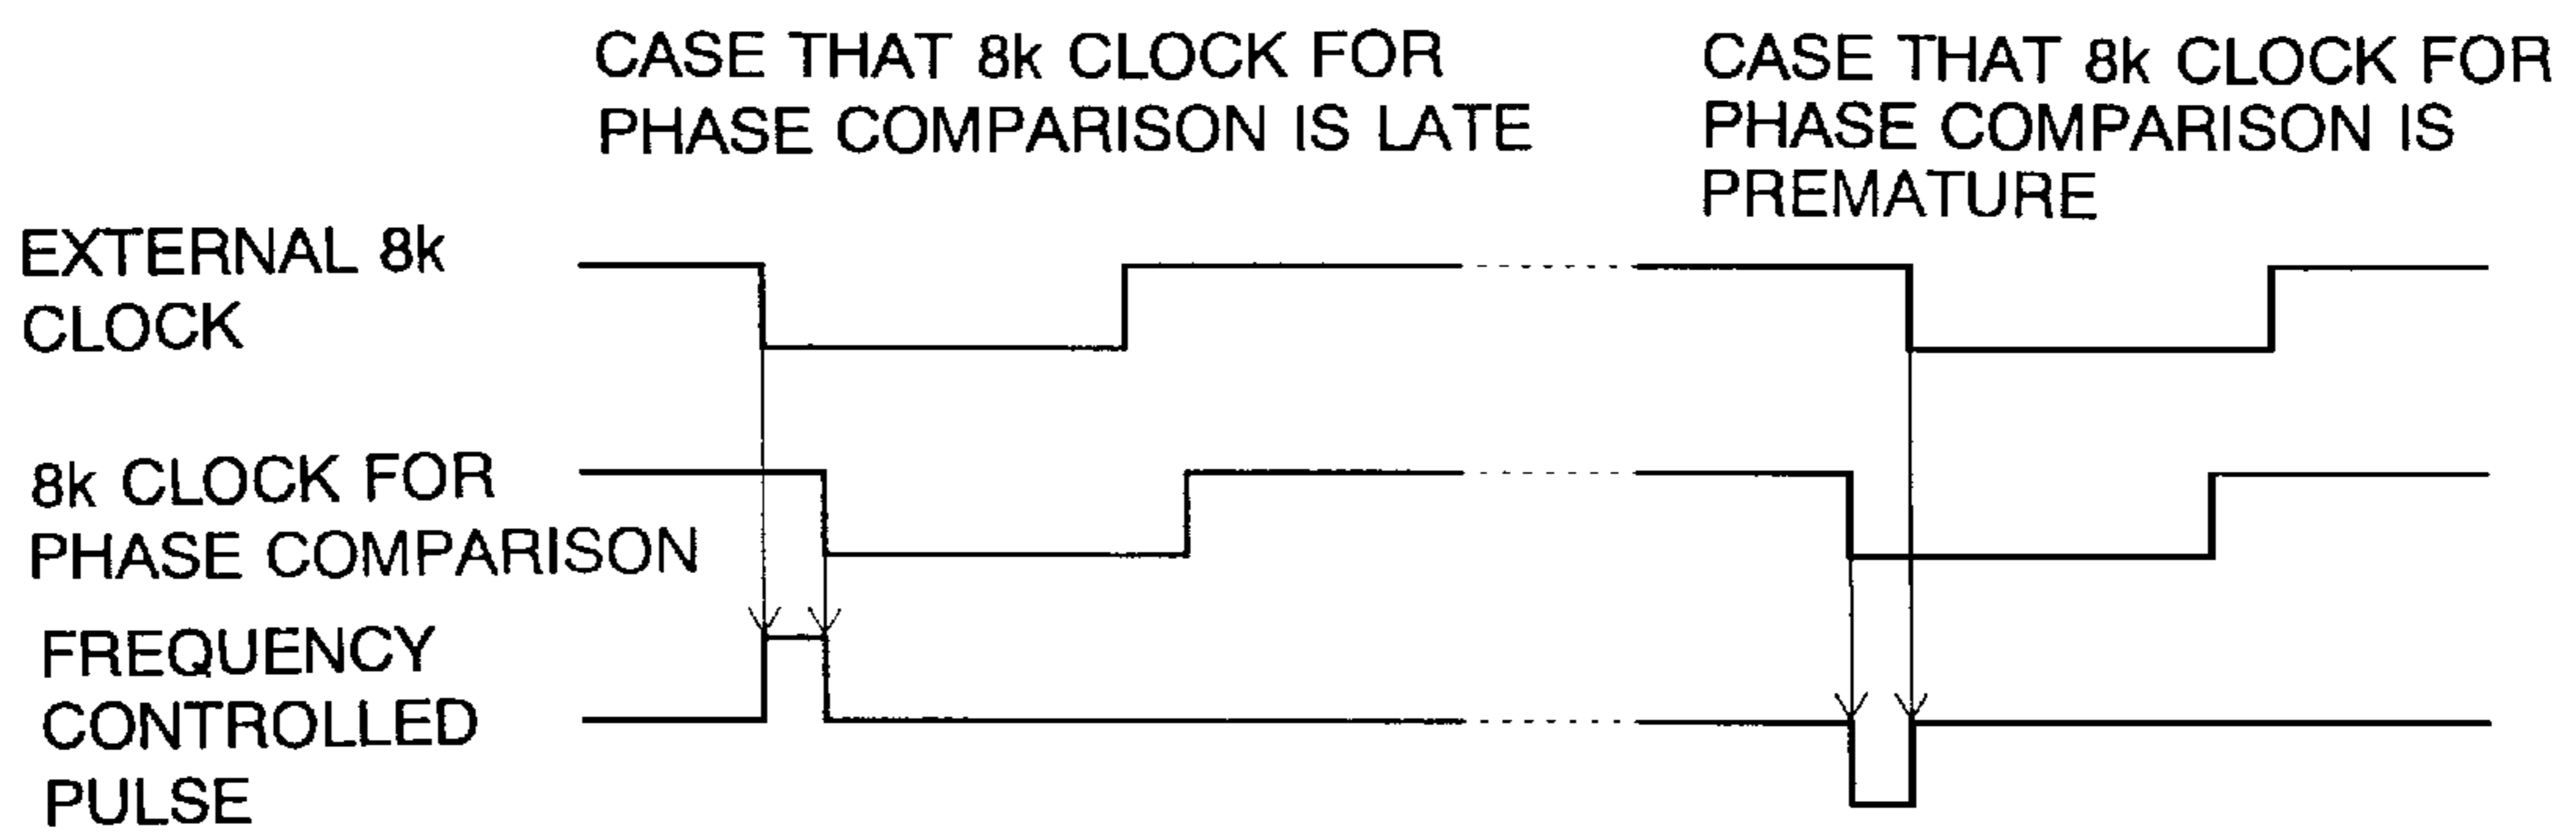 CASE THAT 8k CLOCK FOR
PHASE COMPARISON IS LATE
CASE THAT 8k CLOCK FOR
PHASE COMPARISON IS
PREMATURE
EXTERNAL 8k
CLOCK
8k CLOCK FOR
PHASE COMPARISON
FREQUENCY
CONTROLLED
PULSE